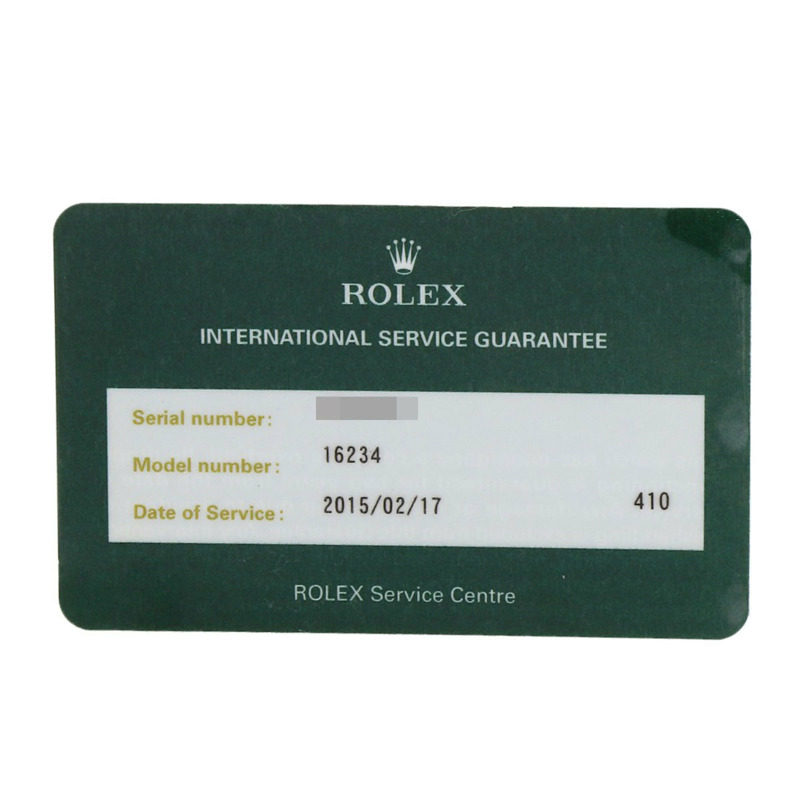 ROLEX
INTERNATIONAL SERVICE GUARANTEE
Serial number:
Model number: 16234
Date of Service: 2015/02/17 410
ROLEX Service Centre